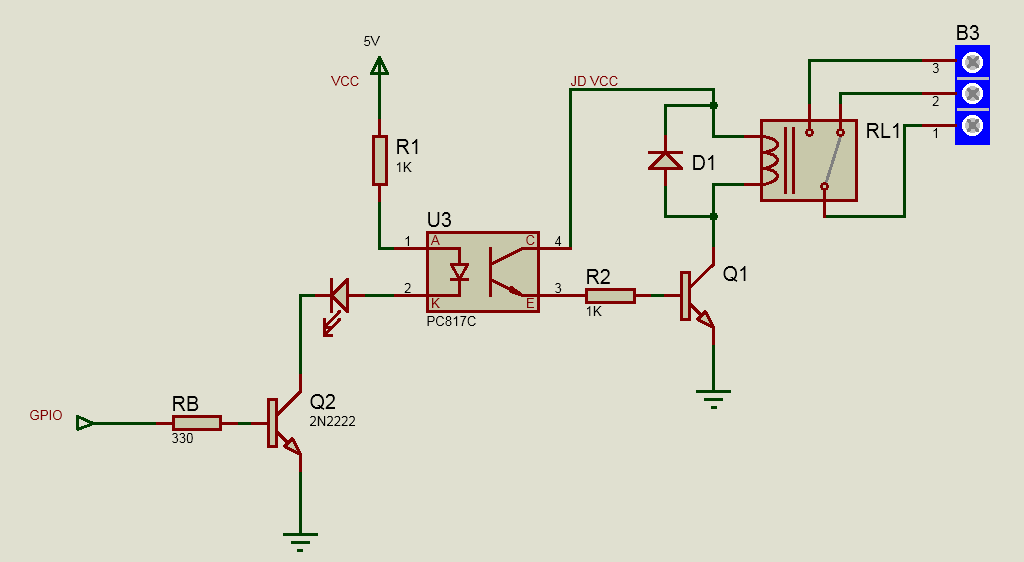 B3
5V
VCC
JD VCC
3
2
1
RL1
R1
1K
D1
U3
1
A
C
4
2
K
E
3
PC817C
R2
1K
Q1
GPIO
RB
330
Q2
2N2222